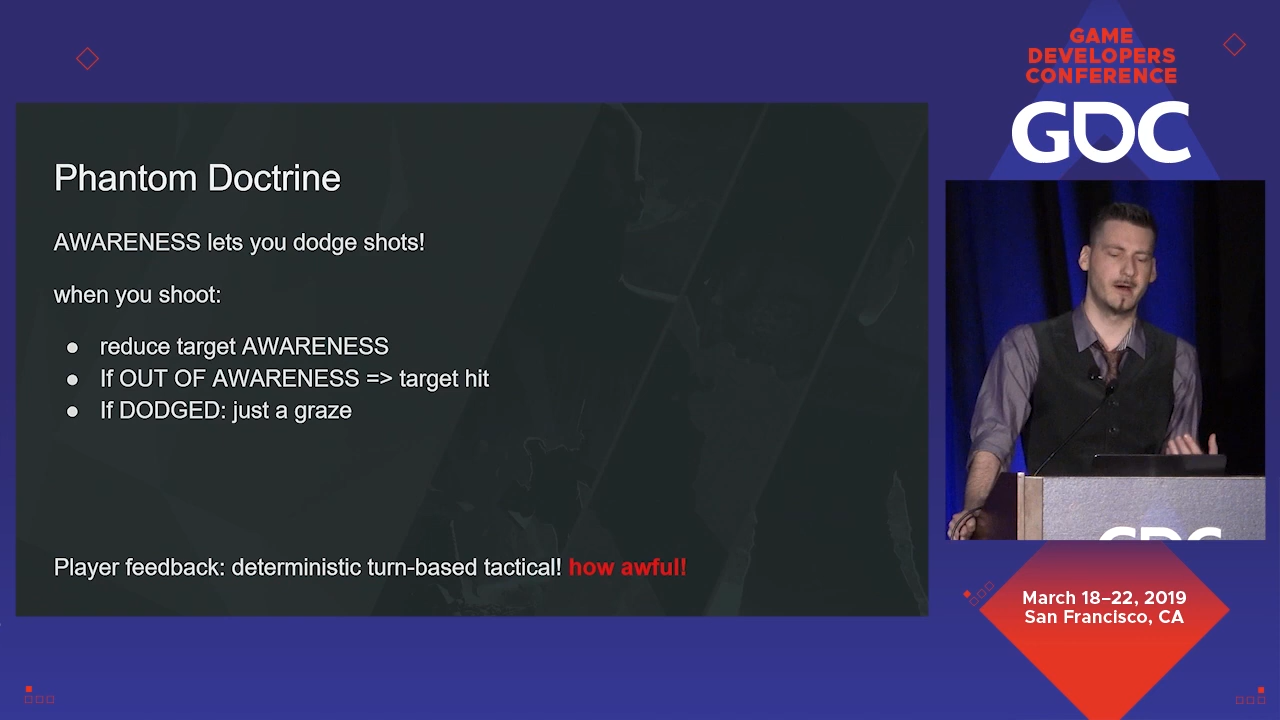 GAME
DEVELOPERS
CONFERENCE
GDC
Phantom Doctrine
AWARENESS lets you dodge shots!
when you shoot:
● reduce target AWARENESS
● If OUT OF AWARENESS => target hit
● If DODGED: just a graze
Player feedback: deterministic turn-based tactical! how awful!
GDC
March 18–22, 2019
San Francisco, CA